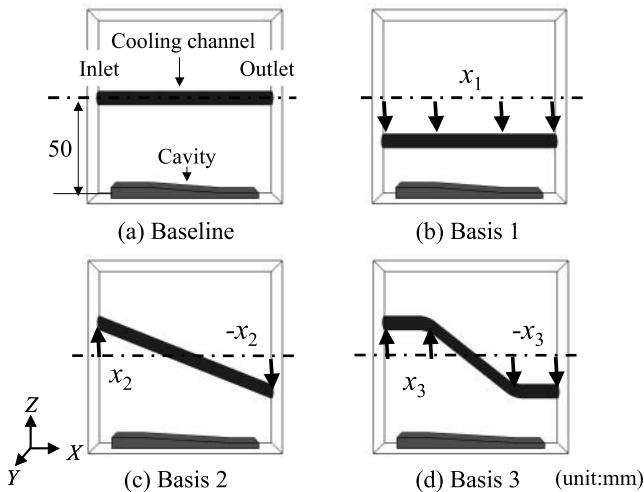 Cooling channel
Inlet
Outlet
50
Cavity
(a) Baseline
x1
(b) Basis 1
-x2
x2
(c) Basis 2
-x3
x3
(d) Basis 3
(unit:mm)
Z
X
Y